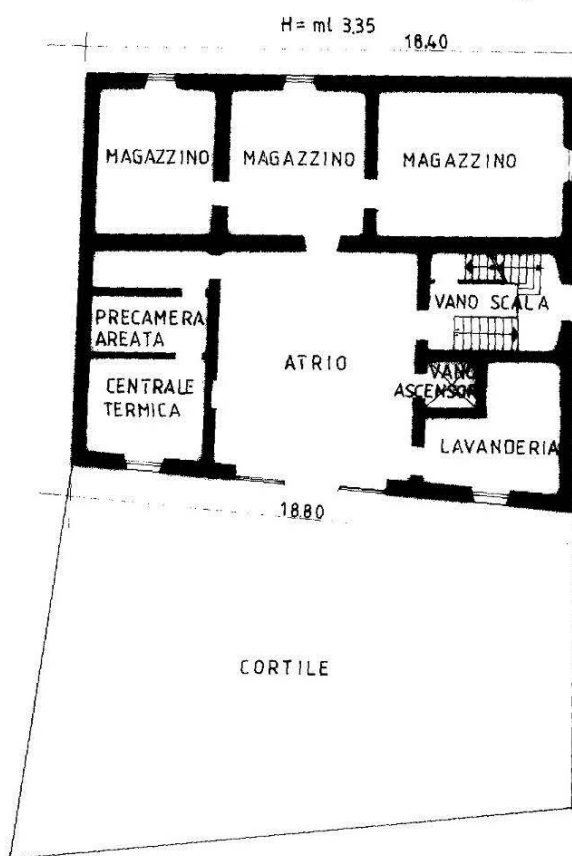 H= ml 3.35
18.40
MAGAZZINO
MAGAZZINO
MAGAZZINO
PRECAMERA
AREATA
VANO SCALA
ATRIO
VANO
ASCENSOR
CENTRALE
TERMICA
LAVANDERIA
18.80
CORTILE